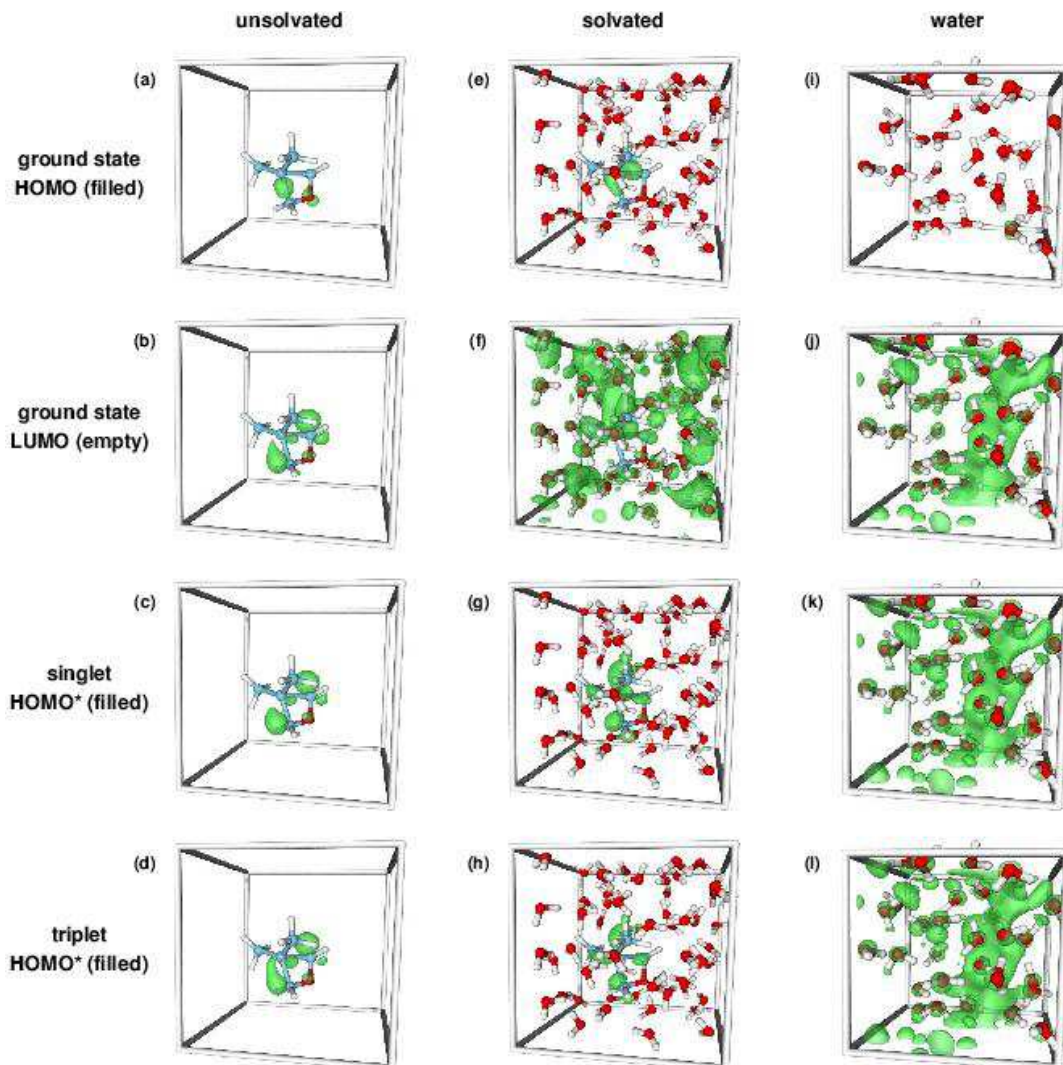 unsolvated solvated water
(a) (e) (i)
ground state
HOMO (filled)
(b) (f) (j)
ground state
LUMO (empty)
(c) (g) (k)
singlet
HOMO* (filled)
(d) (h) (l)
triplet
HOMO* (filled)